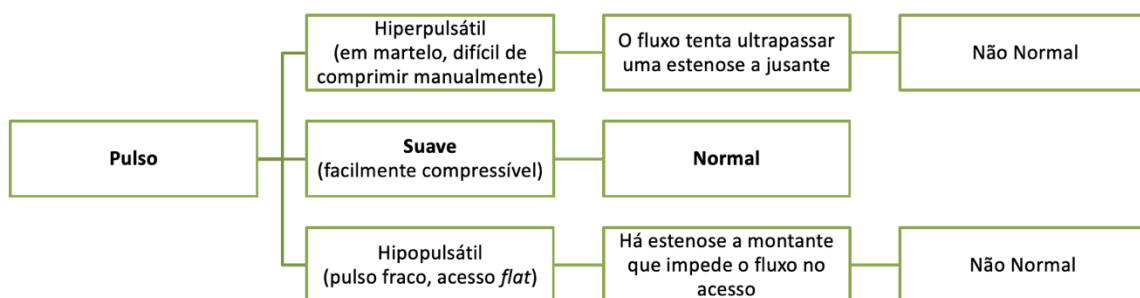 Hiperpulsátil
(em martelo, difícil de
comprimir manualmente)
O fluxo tenta ultrapassar
uma estenose a jusante
Não Normal
Pulso
Suave
(facilmente compressível)
Normal
Hipopulsátil
(pulso fraco, acesso flat)
Há estenose a montante
que impede o fluxo no
acesso
Não Normal